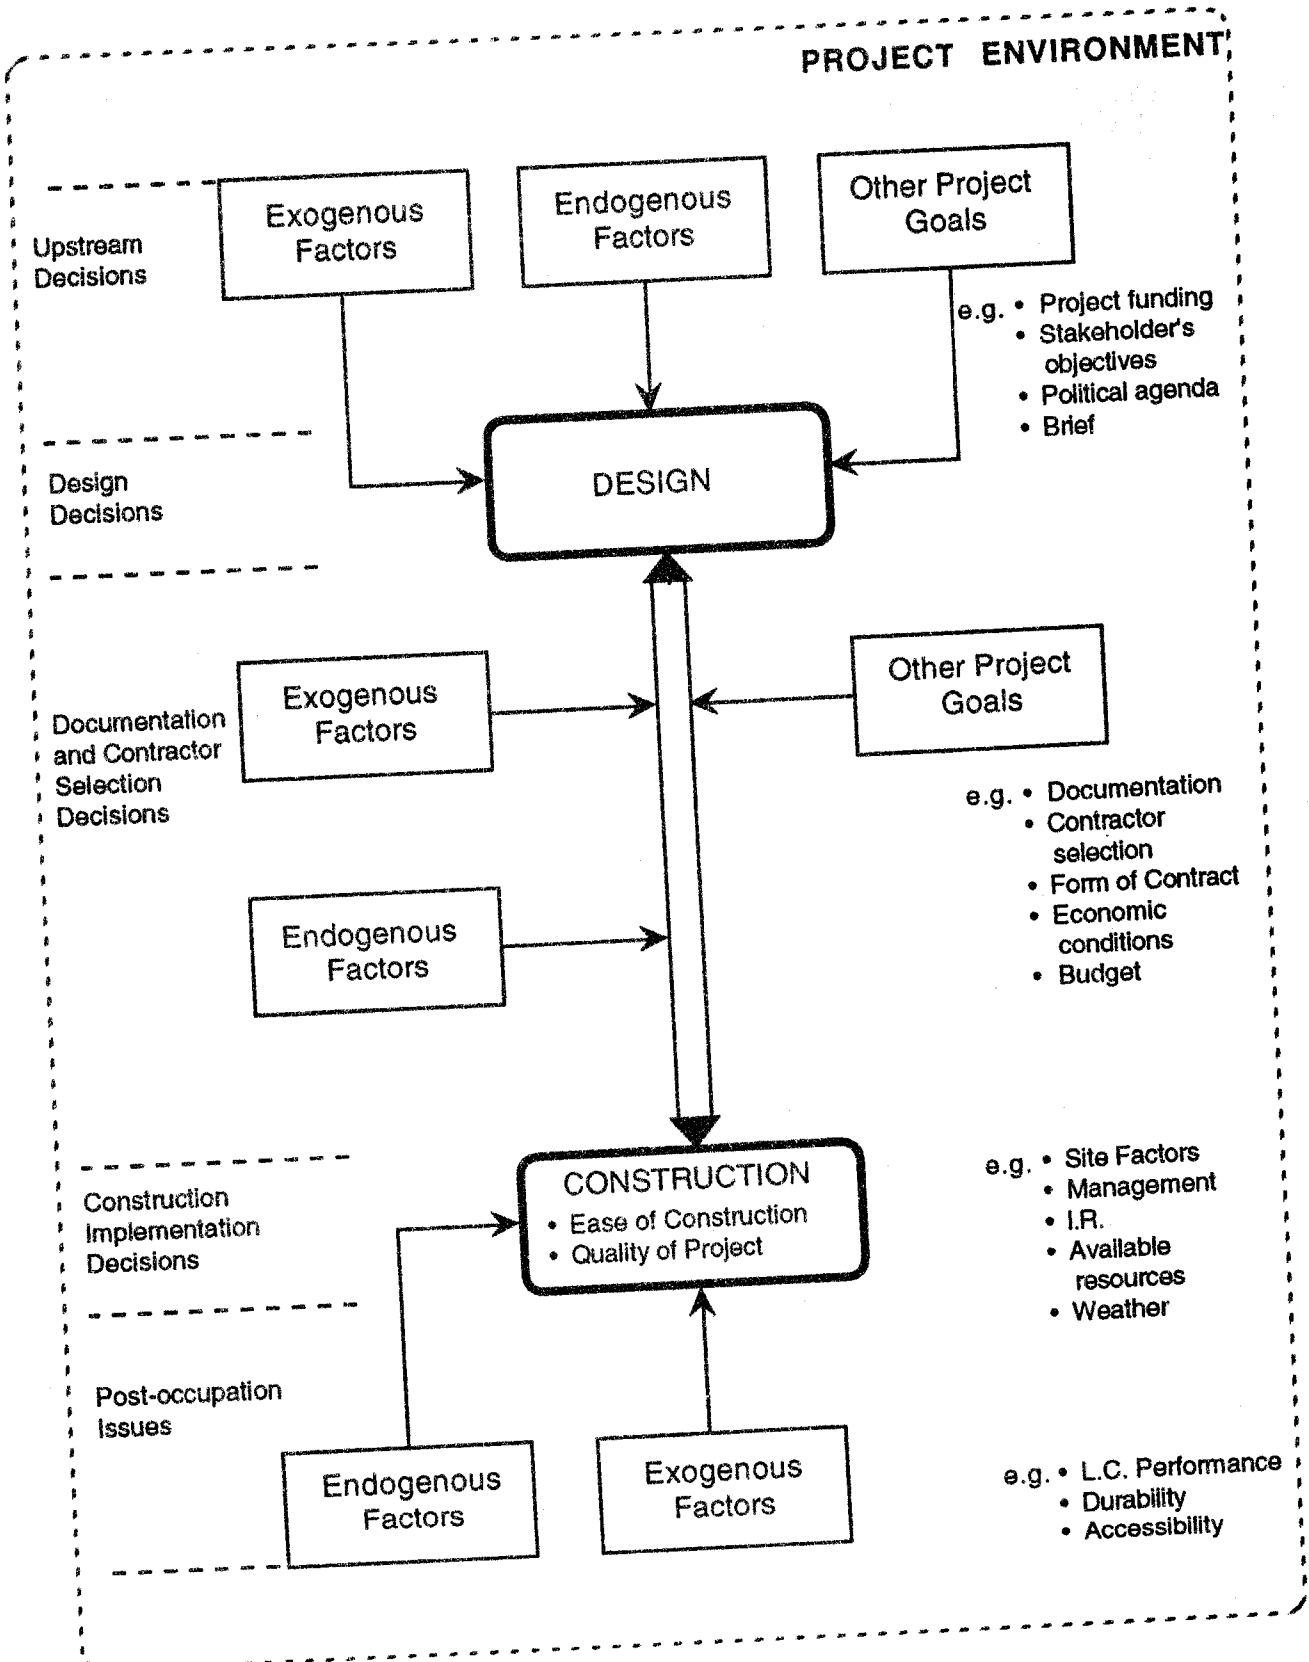 PROJECT ENVIRONMENT
Exogenous
Factors
Endogenous
Factors
Other Project
Goals
Upstream
Decisions
e.g. • Project funding
• Stakeholder's
objectives
• Political agenda
• Brief
Design
Decisions
DESIGN
Exogenous
Factors
Other Project
Goals
Documentation
and Contractor
Selection
Decisions
e.g. • Documentation
• Contractor
selection
• Form of Contract
• Economic
conditions
• Budget
Endogenous
Factors
Construction
Implementation
Decisions
CONSTRUCTION
• Ease of Construction
• Quality of Project
e.g. • Site Factors
• Management
• I.R.
• Available
resources
• Weather
Post-occupation
Issues
Endogenous
Factors
Exogenous
Factors
e.g. • L.C. Performance
• Durability
• Accessibility